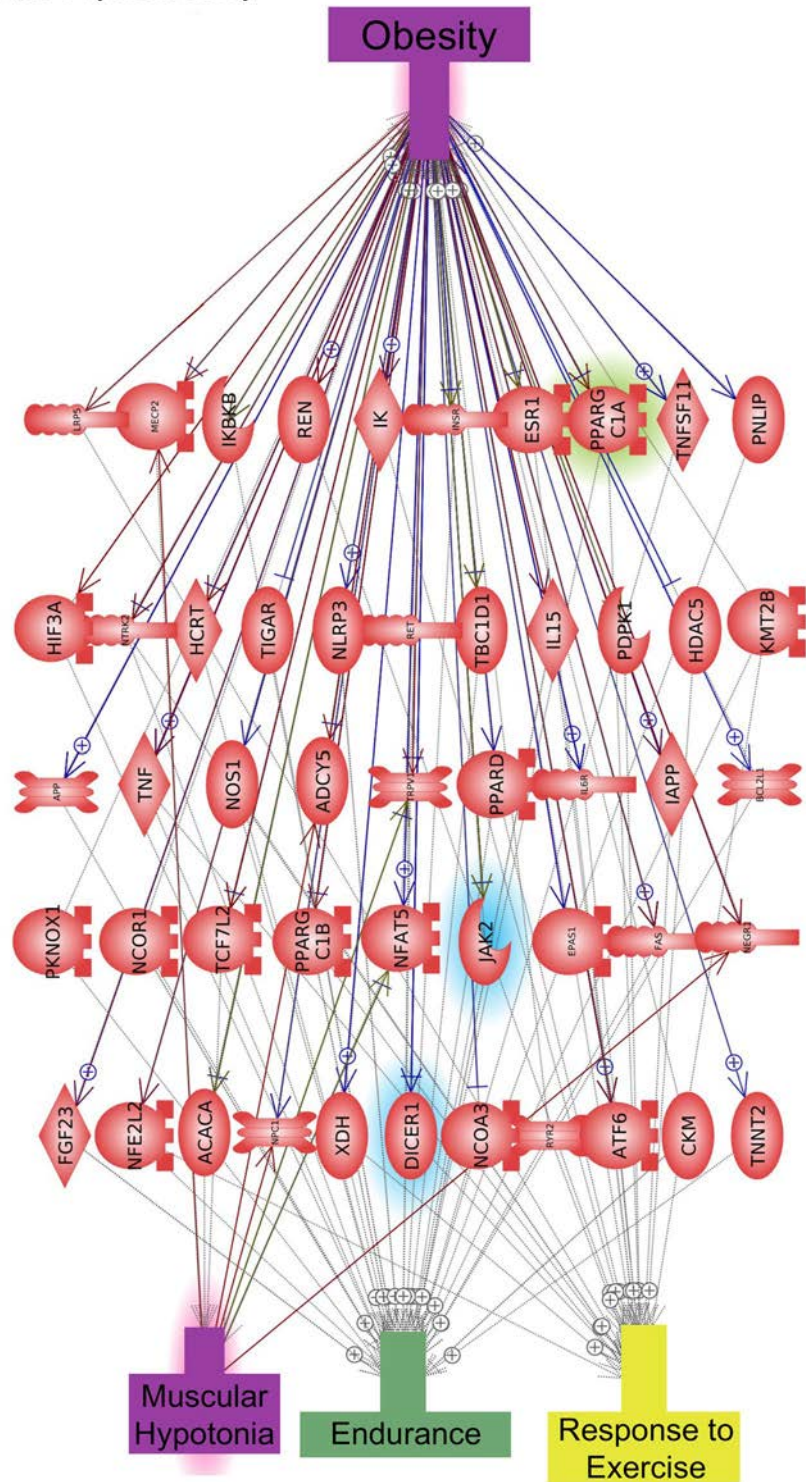 Obesity
LRP5
MECP2
IKBKB
REN
IK
INSR
ESR1
PPARG
C1A
TNFSF11
PNLIP
HIF3A
NTRK2
HCRT
TIGAR
NLRP3
RET
TBC1D1
IL15
PDPK1
HDAC5
KMT2B
APP
TNF
NOS1
ADCY5
TRPV1
PPARD
IL6R
IAPP
BCL2L1
PKNOX1
NCOR1
TCF7L2
PPARG
C1B
NFAT5
JAK2
EPAS1
FAS
NEGR1
FGF23
NFE2L2
ACACA
NPC1
XDH
DICER1
NCOA3
RYR2
ATF6
CKM
TNNT2
Muscular
Hypotonia
Endurance
Response to
Exercise